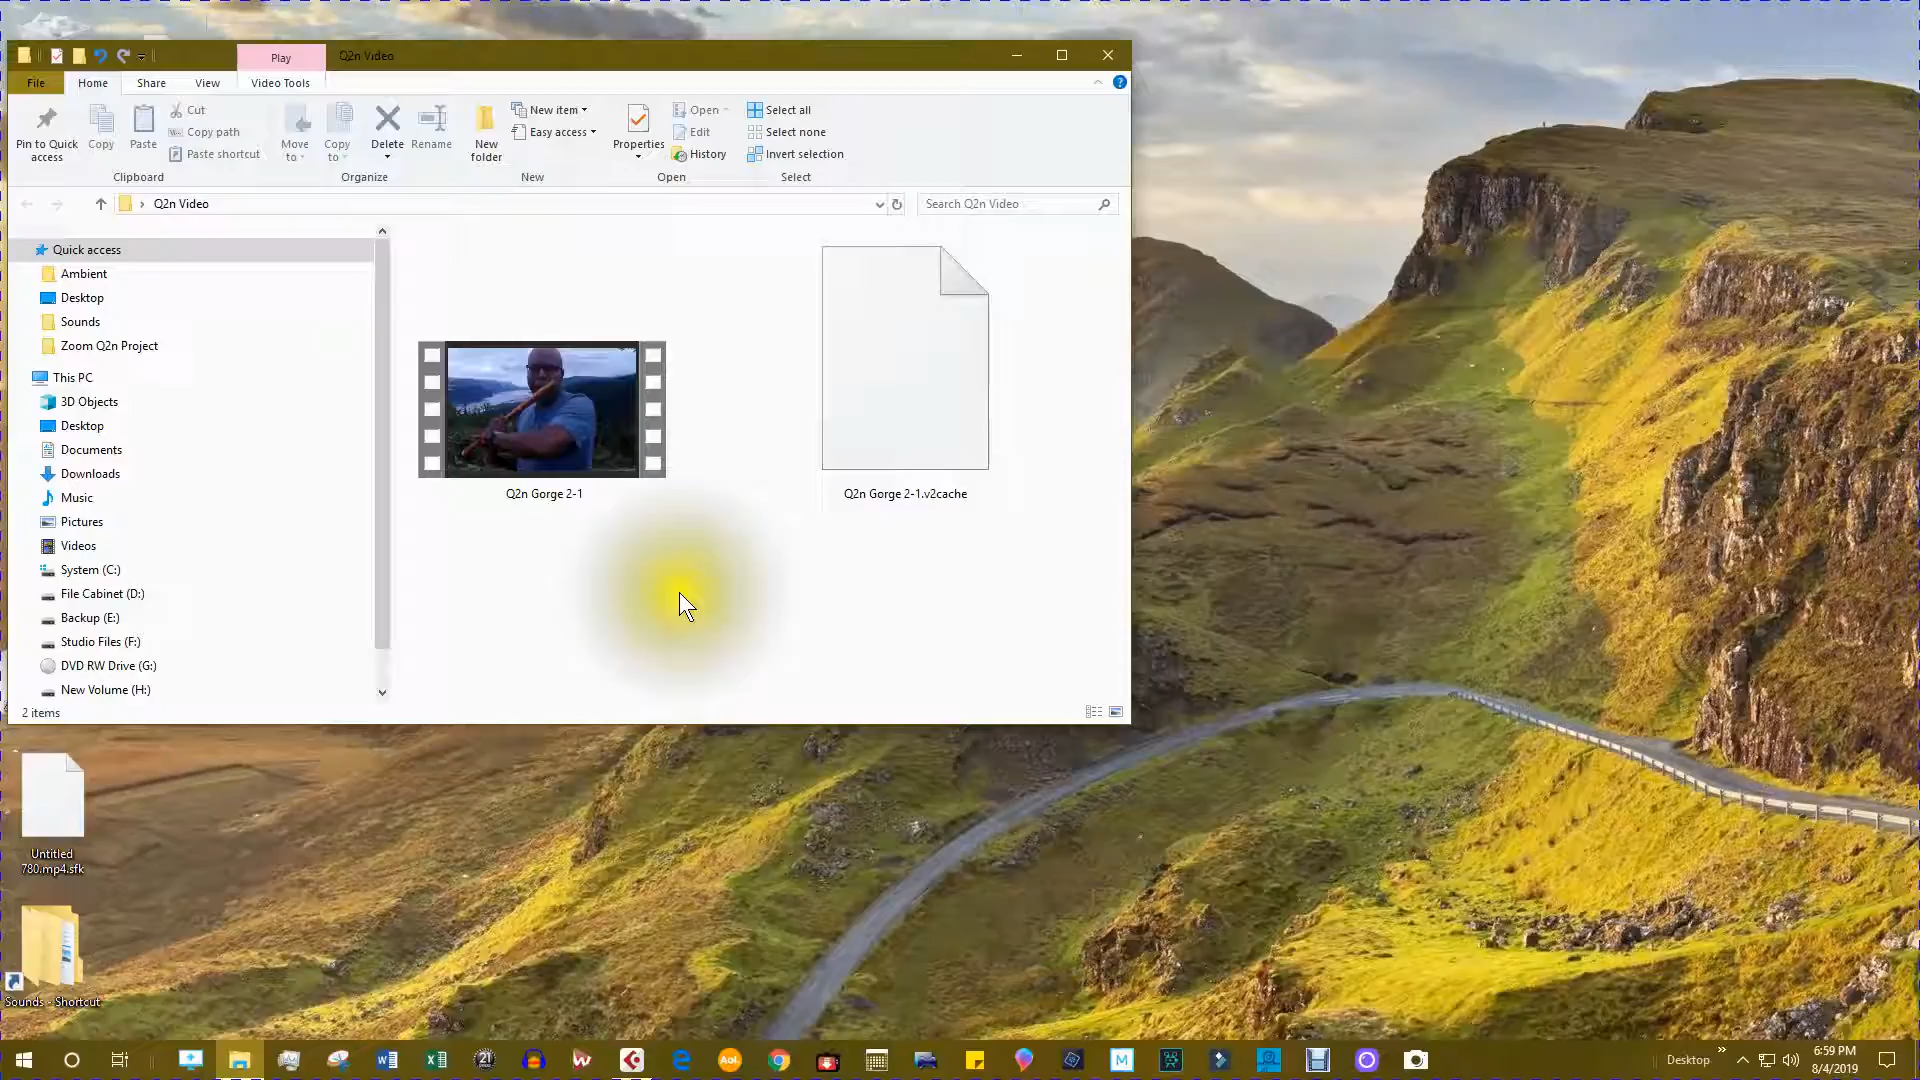 Play
Q2n Video
File
Home
Share
View
Video Tools
Pin to Quick access
Copy
Paste
Cut
Copy path
Paste shortcut
Clipboard
Move to
Copy to
Delete
Rename
Organize
New folder
New item
Easy access
New
Properties
Open
Edit
History
Open
Select all
Select none
Invert selection
Select
Q2n Video
Search Q2n Video
Quick access
Ambient
Desktop
Sounds
Zoom Q2n Project
This PC
3D Objects
Desktop
Documents
Downloads
Music
Pictures
Videos
System (C:)
File Cabinet (D:)
Backup (E:)
Studio Files (F:)
DVD RW Drive (G:)
New Volume (H:)
Q2n Gorge 2-1
Q2n Gorge 2-1.v2cache
2 items
Untitled
780.mp4.sfk
Sounds - Shortcut
21
Aol.
M
Desktop
6:59 PM
8/4/2019